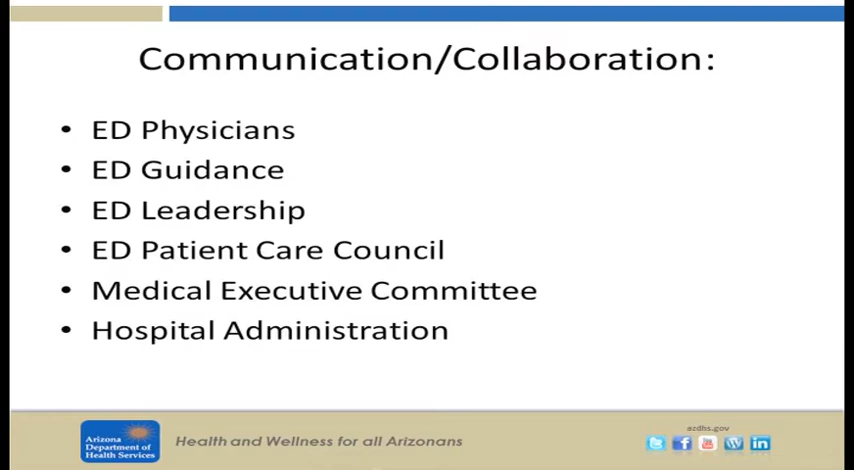 Communication/Collaboration:
• ED Physicians
• ED Guidance
• ED Leadership
• ED Patient Care Council
• Medical Executive Committee
• Hospital Administration
Arizona
Department of
Health Services
Health and Wellness for all Arizonans
azdhs.gov